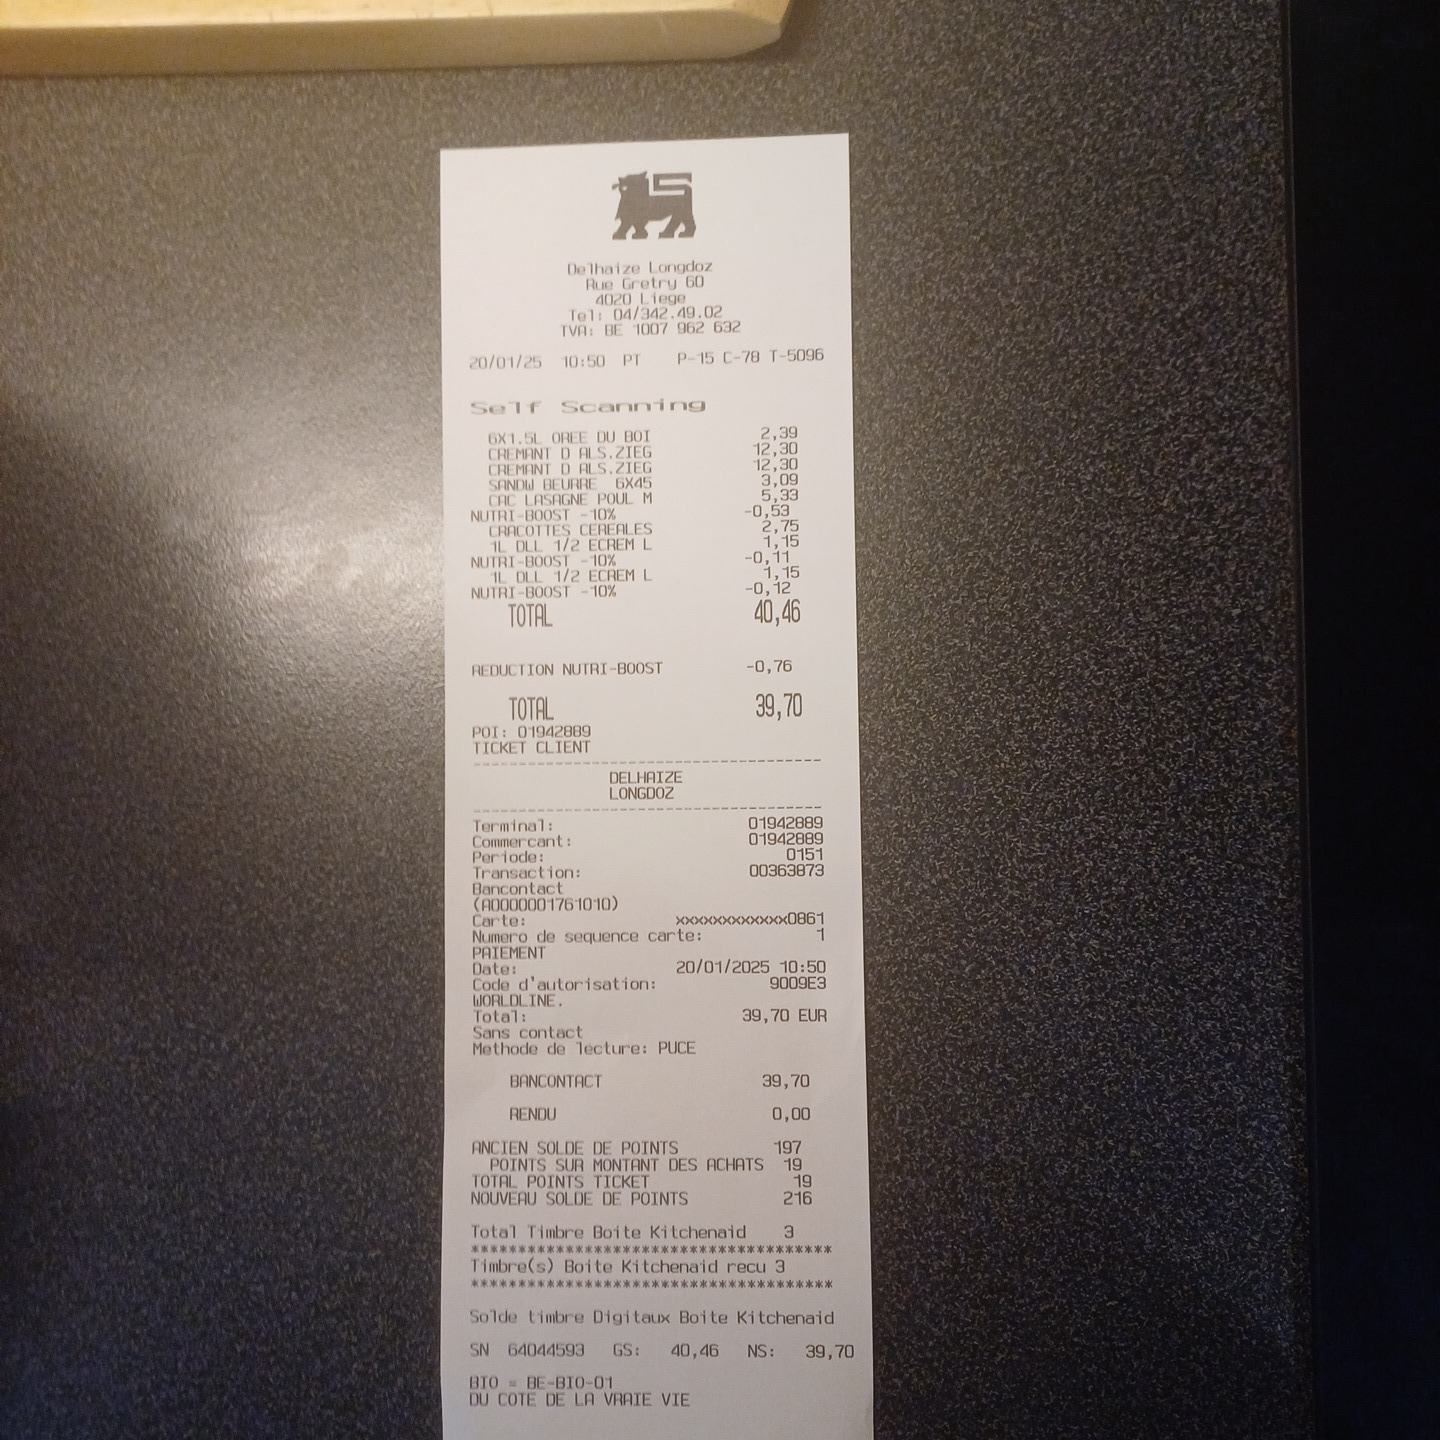 Delhaize Longdoz
Rue Gretry 60
4020 Liege
Tel: 04/342.49.02
TVA: BE 1007 962 632
20/01/25 10:50 PT P-15 C-78 T-5096
Self Scanning
6X1.5L OREE DU BOI 2,39
CREMANT D ALS.ZIEG 12,30
CREMANT D ALS.ZIEG 12,30
SANDW BEURRE 6X45 3,09
CAC LASAGNE POUL M 5,33
NUTRI-BOOST -10% -0,53
CRACOTTES CEREALES 2,75
1L DLL 1/2 ECREM L 1,15
NUTRI-BOOST -10% -0,11
1L DLL 1/2 ECREM L 1,15
NUTRI-BOOST -10% -0,12
TOTAL 40,46
REDUCTION NUTRI-BOOST -0,76
TOTAL 39,70
POI: 01942889
TICKET CLIENT
------------------------------------
DELHAIZE
LONGDOZ
------------------------------------
Terminal: 01942889
Commercant: 01942889
Periode: 0151
Transaction: 00363873
Bancontact
(A0000001761010)
Carte: xxxxxxxxxxxxx0861
Numero de sequence carte: 1
PAIEMENT
Date: 20/01/2025 10:50
Code d'autorisation: 9009E3
WORLDLINE.
Total: 39,70 EUR
Sans contact
Methode de lecture: PUCE
BANCONTACT 39,70
RENDU 0,00
ANCIEN SOLDE DE POINTS 197
POINTS SUR MONTANT DES ACHATS 19
TOTAL POINTS TICKET 19
NOUVEAU SOLDE DE POINTS 216
Total Timbre Boite Kitchenaid 3
**************************************
Timbre(s) Boite Kitchenaid recu 3
**************************************
Solde timbre Digitaux Boite Kitchenaid
SN 64044593 GS: 40,46 NS: 39,70
BIO = BE-BIO-01
DU COTE DE LA VRAIE VIE